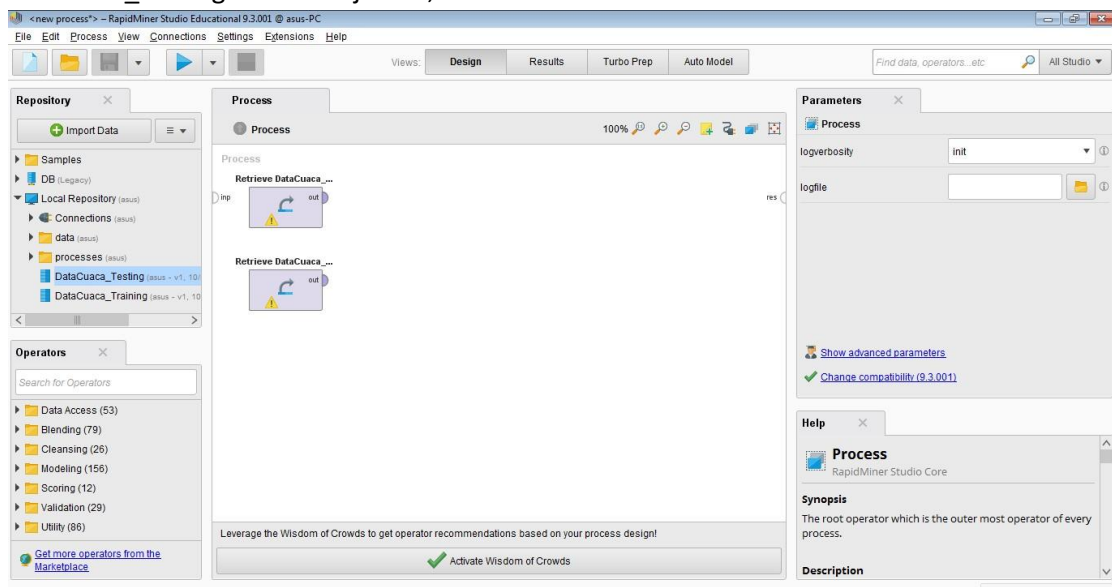 <new process*> – RapidMiner Studio Educational 9.3.001 @ asus-PC
File Edit Process View Connections Settings Extensions Help
Views: Design Results Turbo Prep Auto Model
Find data, operators...etc
All Studio
Repository
Import Data
Samples
DB (Legacy)
Local Repository (asus)
Connections (asus)
data (asus)
processes (asus)
DataCuaca_Testing (asus - v1, 10/
DataCuaca_Training (asus - v1, 10
Operators
Search for Operators
Data Access (53)
Blending (79)
Cleansing (26)
Modeling (156)
Scoring (12)
Validation (29)
Utility (86)
Get more operators from the
Marketplace
Process
Process
100%
Process
Retrieve DataCuaca_...
inp
out
res
Retrieve DataCuaca_...
out
Leverage the Wisdom of Crowds to get operator recommendations based on your process design!
Activate Wisdom of Crowds
Parameters
Process
logverbosity
init
logfile
Show advanced parameters
Change compatibility (9.3.001)
Help
Process
RapidMiner Studio Core
Synopsis
The root operator which is the outer most operator of every
process.
Description